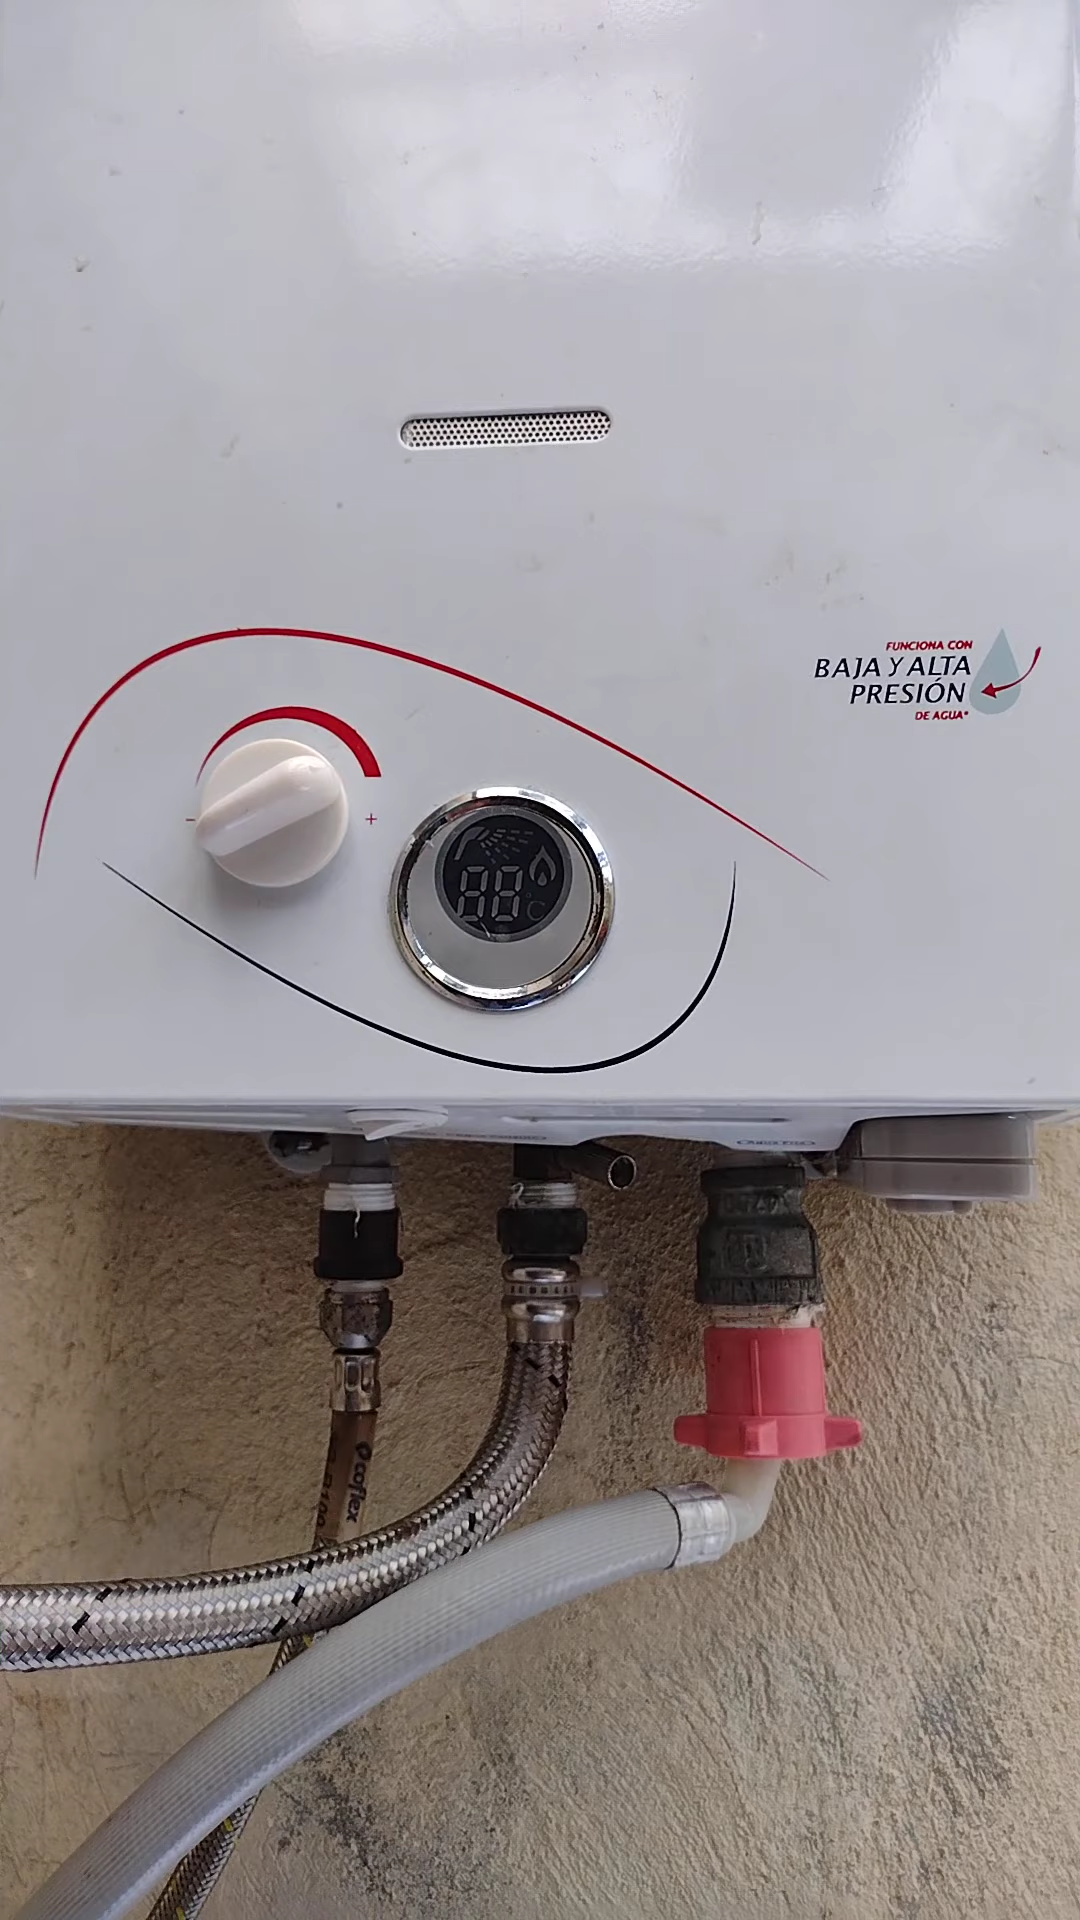 FUNCIONA CON
BAJA Y ALTA
PRESIÓN
DE AGUA*
- +
88 °C
coflex